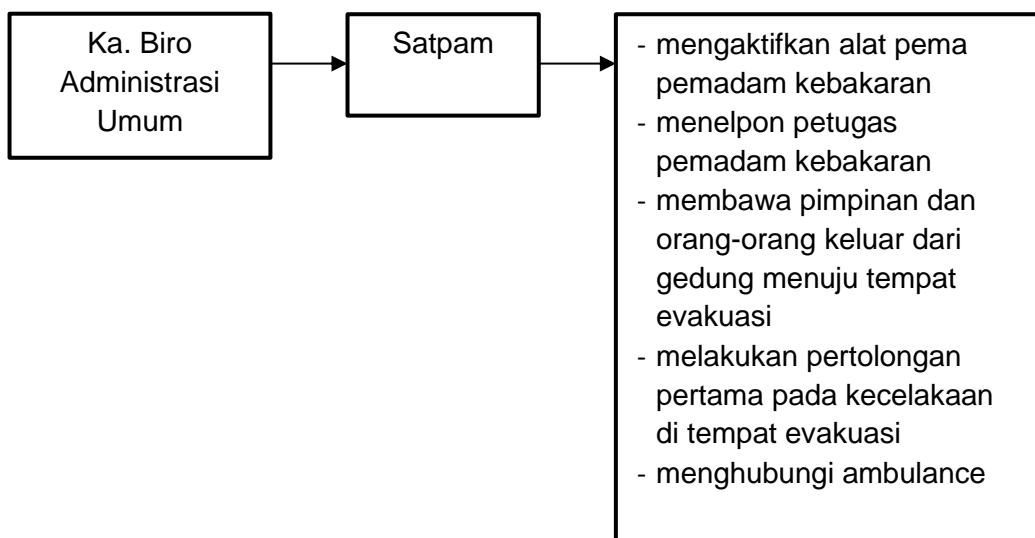 Ka. Biro
Administrasi
Umum
Satpam
- mengaktifkan alat pema
pemadam kebakaran
- menelpon petugas
pemadam kebakaran
- membawa pimpinan dan
orang-orang keluar dari
gedung menuju tempat
evakuasi
- melakukan pertolongan
pertama pada kecelakaan
di tempat evakuasi
- menghubungi ambulance